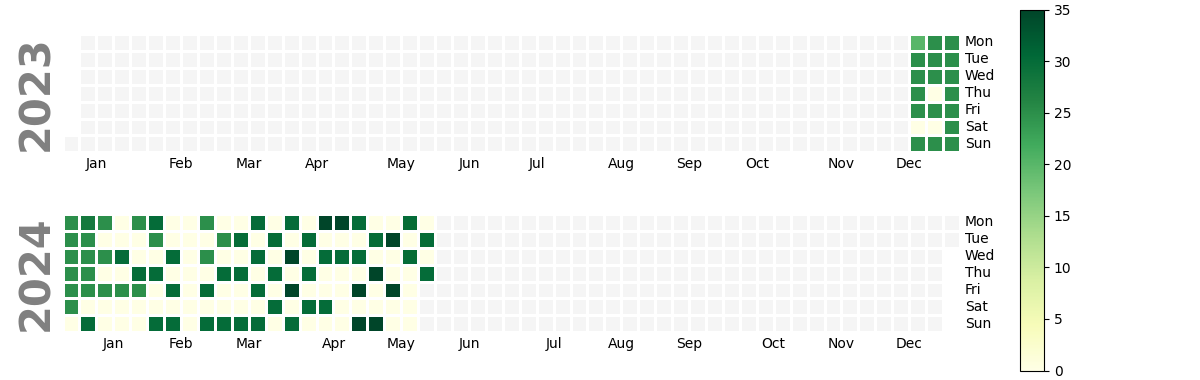 2023
Mon
Tue
Wed
Thu
Fri
Sat
Sun
Jan Feb Mar Apr May Jun Jul Aug Sep Oct Nov Dec
2024
Mon
Tue
Wed
Thu
Fri
Sat
Sun
Jan Feb Mar Apr May Jun Jul Aug Sep Oct Nov Dec
35
30
25
20
15
10
5
0